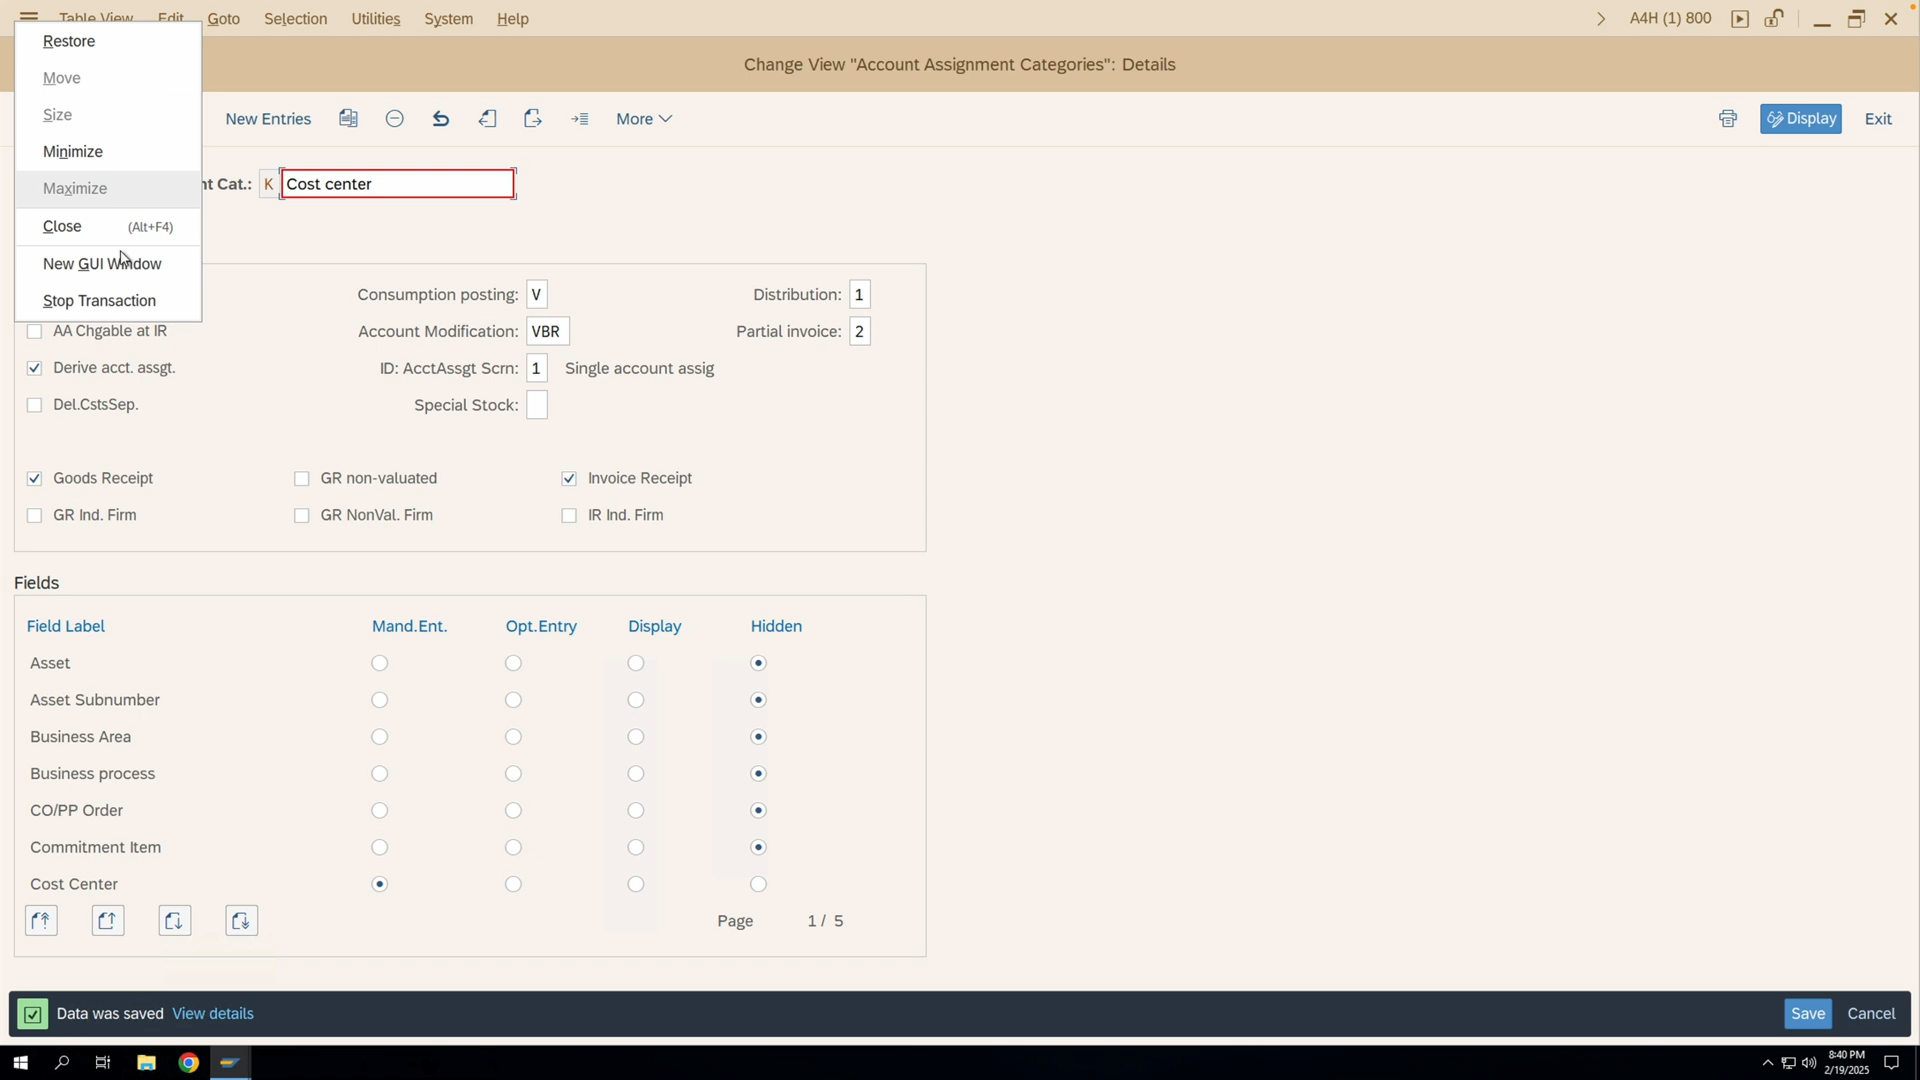 Table View Edit Goto Selection Utilities System Help A4H (1) 800
Restore
Move
Size
Minimize
Maximize
Close (Alt+F4)
New GUI Window
Stop Transaction
Change View "Account Assignment Categories": Details
New Entries More Display Exit
nt Cat.: K Cost center
Consumption posting: V Distribution: 1
AA Chgable at IR Account Modification: VBR Partial invoice: 2
Derive acct. assgt. ID: AcctAssgt Scrn: 1 Single account assig
Del.CstsSep. Special Stock:
Goods Receipt GR non-valuated Invoice Receipt
GR Ind. Firm GR NonVal. Firm IR Ind. Firm
Fields
Field Label Mand.Ent. Opt.Entry Display Hidden
Asset
Asset Subnumber
Business Area
Business process
CO/PP Order
Commitment Item
Cost Center
Page 1 / 5
Data was saved View details Save Cancel
8:40 PM
2/19/2025